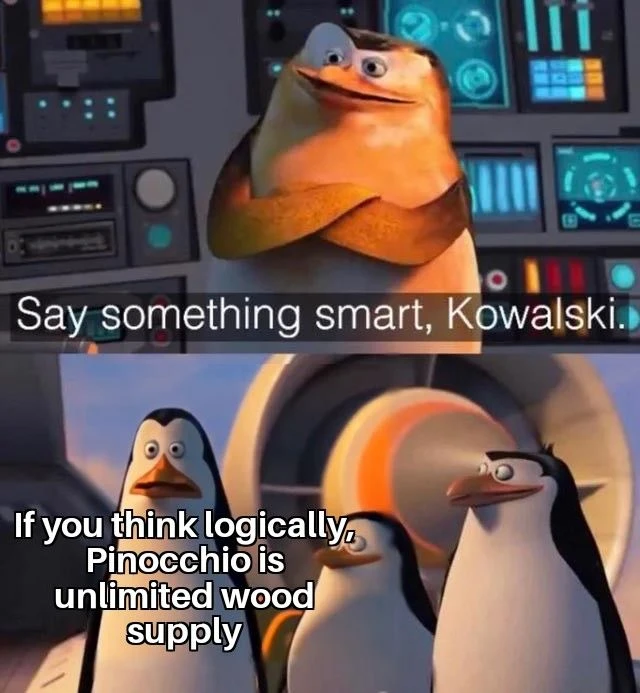 Say something smart, Kowalski.
If you think logically,
Pinocchio is
unlimited wood
supply